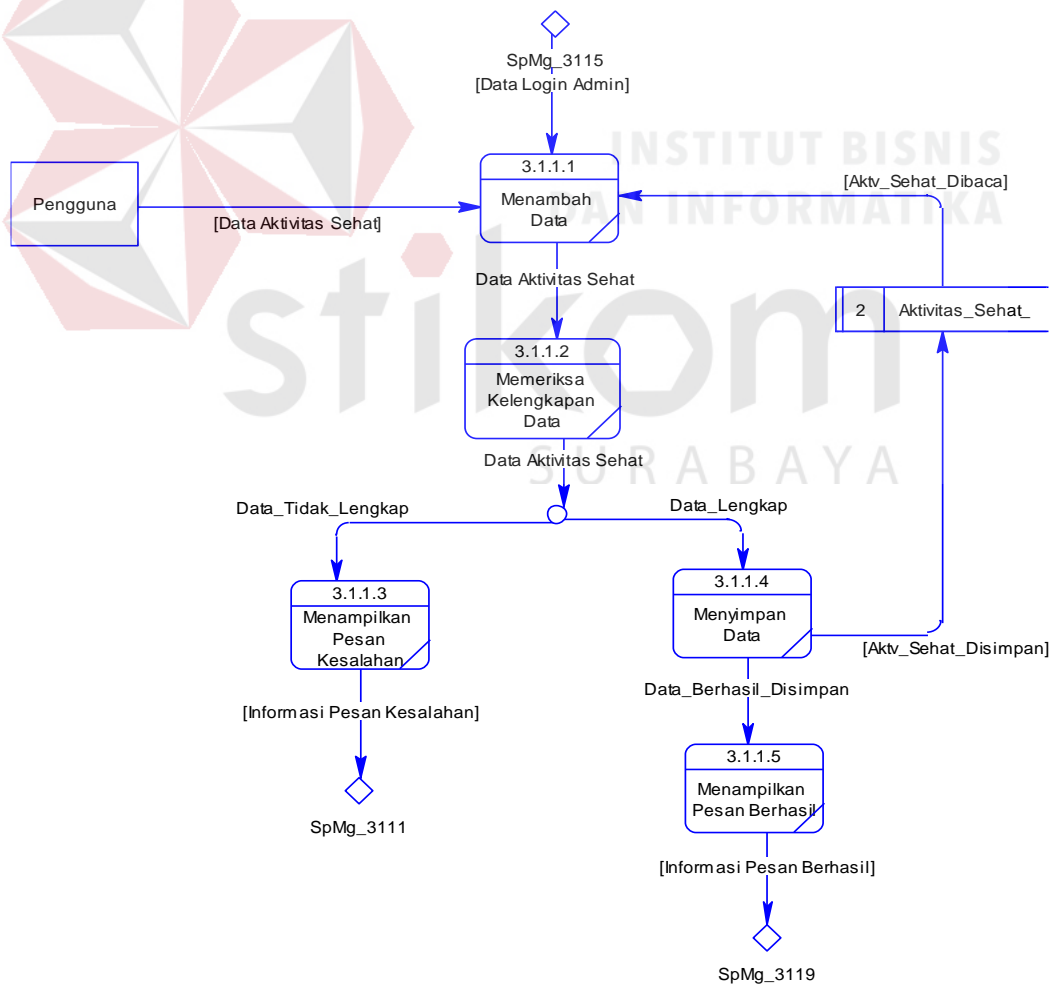 SpMg_3115
[Data Login Admin]
INSTITUT BISNIS
DAN INFORMATIKA
3.1.1.1
Menambah
Data
[Aktv_Sehat_Dibaca]
Pengguna
[Data Aktivitas Sehat]
Data Aktivitas Sehat
stikom
2
Aktivitas_Sehat_
3.1.1.2
Memeriksa
Kelengkapan
Data
Data Aktivitas Sehat
SURABAYA
Data_Tidak_Lengkap
Data_Lengkap
3.1.1.3
Menampilkan
Pesan
Kesalahan
3.1.1.4
Menyimpan
Data
[Aktv_Sehat_Disimpan]
[Informasi Pesan Kesalahan]
Data_Berhasil_Disimpan
3.1.1.5
Menampilkan
Pesan Berhasil
SpMg_3111
[Informasi Pesan Berhasil]
SpMg_3119